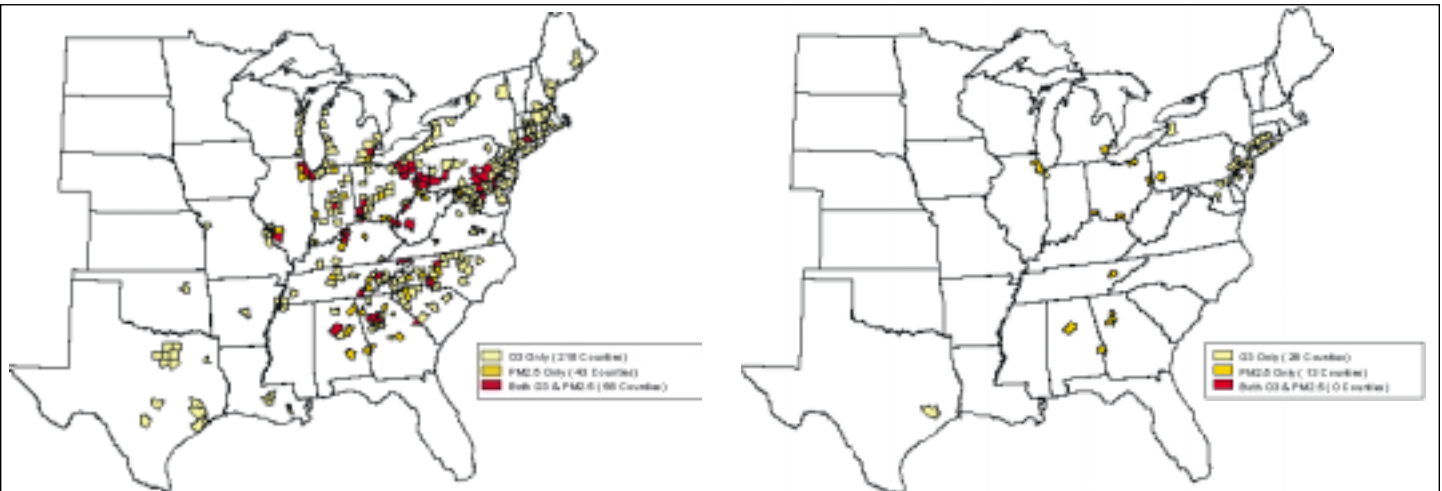 O3 Only ( 218 Counties)
PM2.5 Only ( 43 Counties)
Both O3 & PM2.5 ( Counties)
O3 Only ( 26 Counties)
PM2.5 Only ( 13 Counties)
Both O3 & PM2.5 ( 0 Counties)